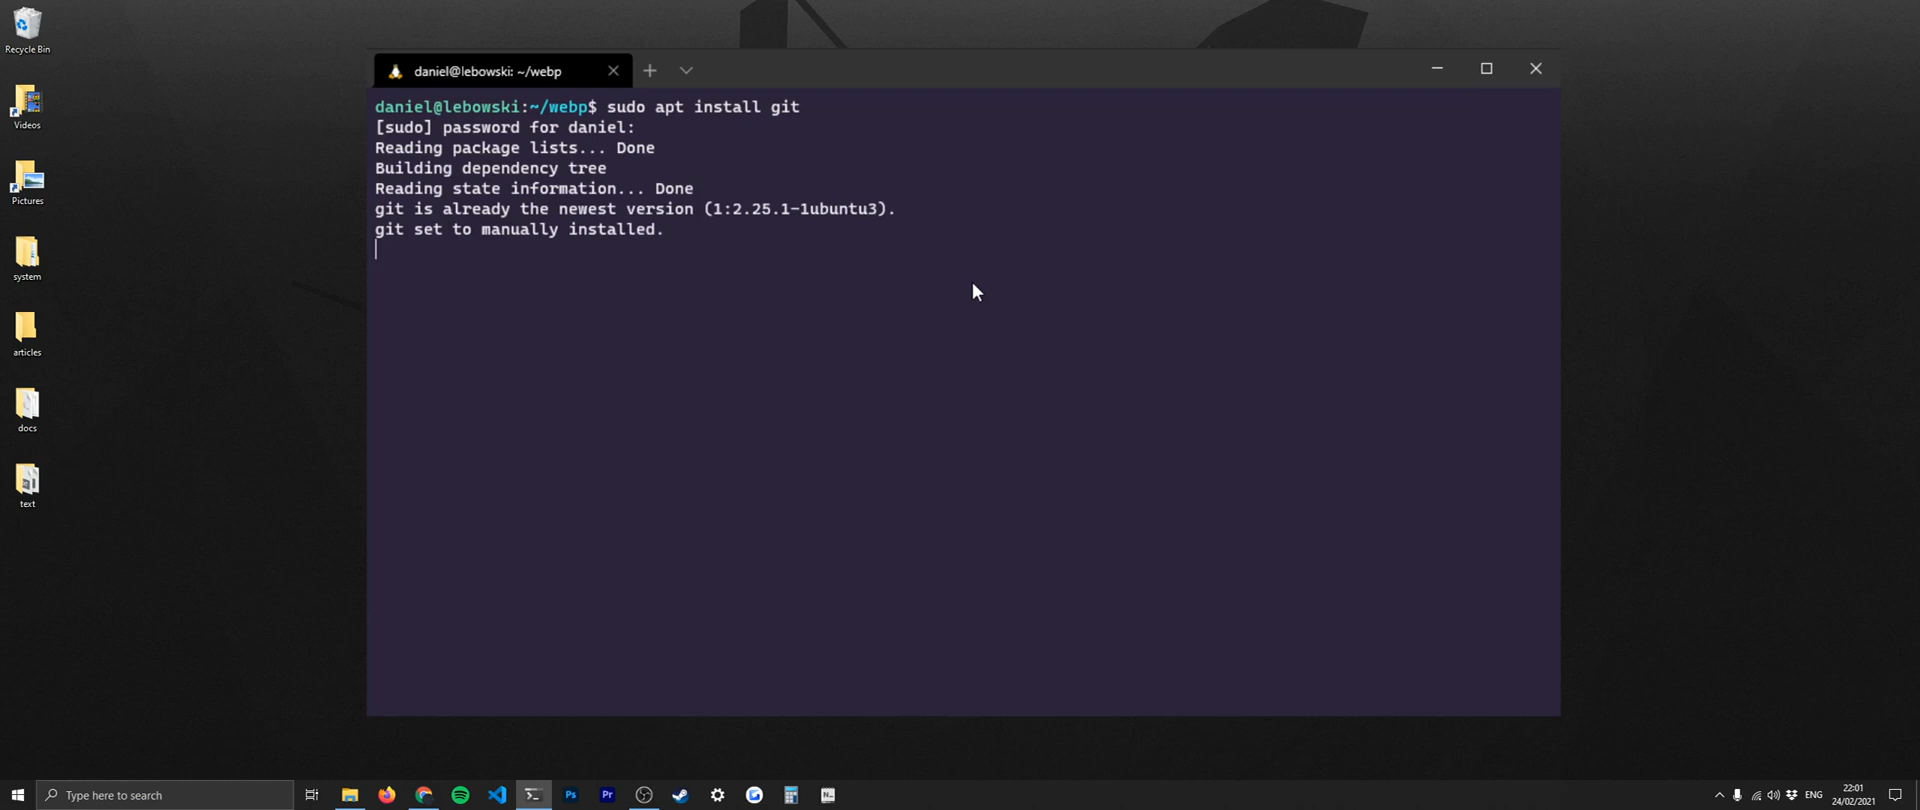 Recycle Bin
Videos
Pictures
system
articles
docs
text
daniel@lebowski: ~/webp
daniel@lebowski:~/webp$ sudo apt install git
[sudo] password for daniel:
Reading package lists... Done
Building dependency tree
Reading state information... Done
git is already the newest version (1:2.25.1-1ubuntu3).
git set to manually installed.
Type here to search
Ps
Pr
N
ENG
22:01
24/02/2021